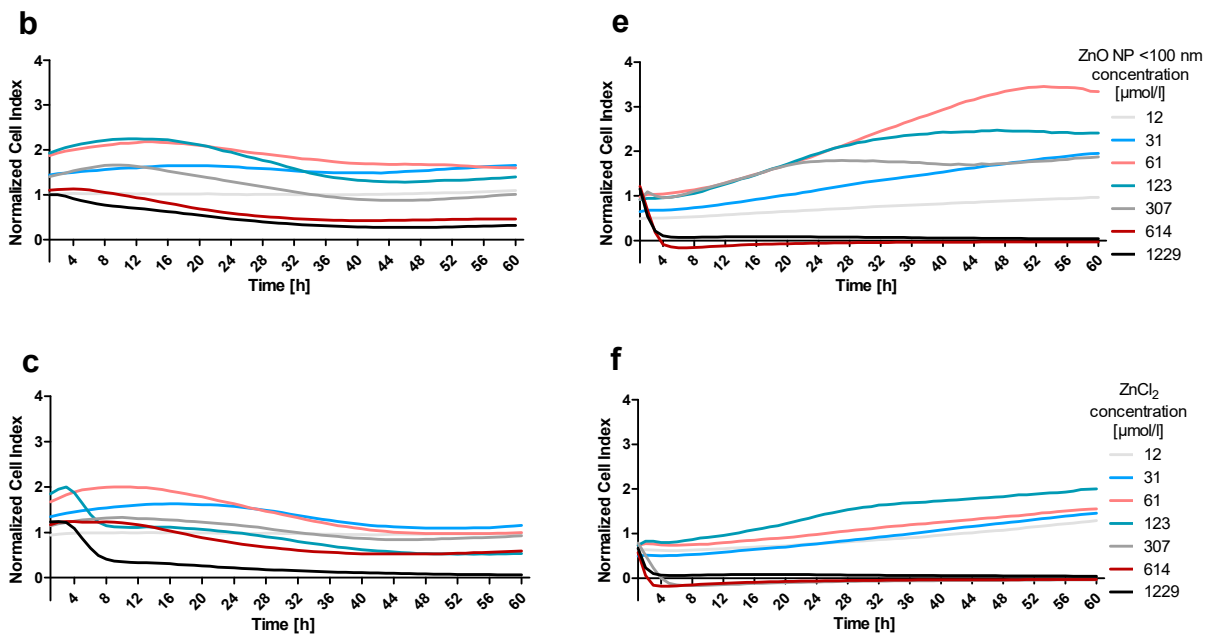 b
Normalized Cell Index
4
3
2
1
0
4 8 12 16 20 24 28 32 36 40 44 48 52 56 60
Time [h]
e
Normalized Cell Index
4
3
2
1
0
4 8 12 16 20 24 28 32 36 40 44 48 52 56 60
Time [h]
ZnO NP <100 nm
concentration
[µmol/l]
12
31
61
123
307
614
1229
c
Normalized Cell Index
4
3
2
1
0
4 8 12 16 20 24 28 32 36 40 44 48 52 56 60
Time [h]
f
Normalized Cell Index
4
3
2
1
0
4 8 12 16 20 24 28 32 36 40 44 48 52 56 60
Time [h]
ZnCl₂
concentration
[µmol/l]
12
31
61
123
307
614
1229